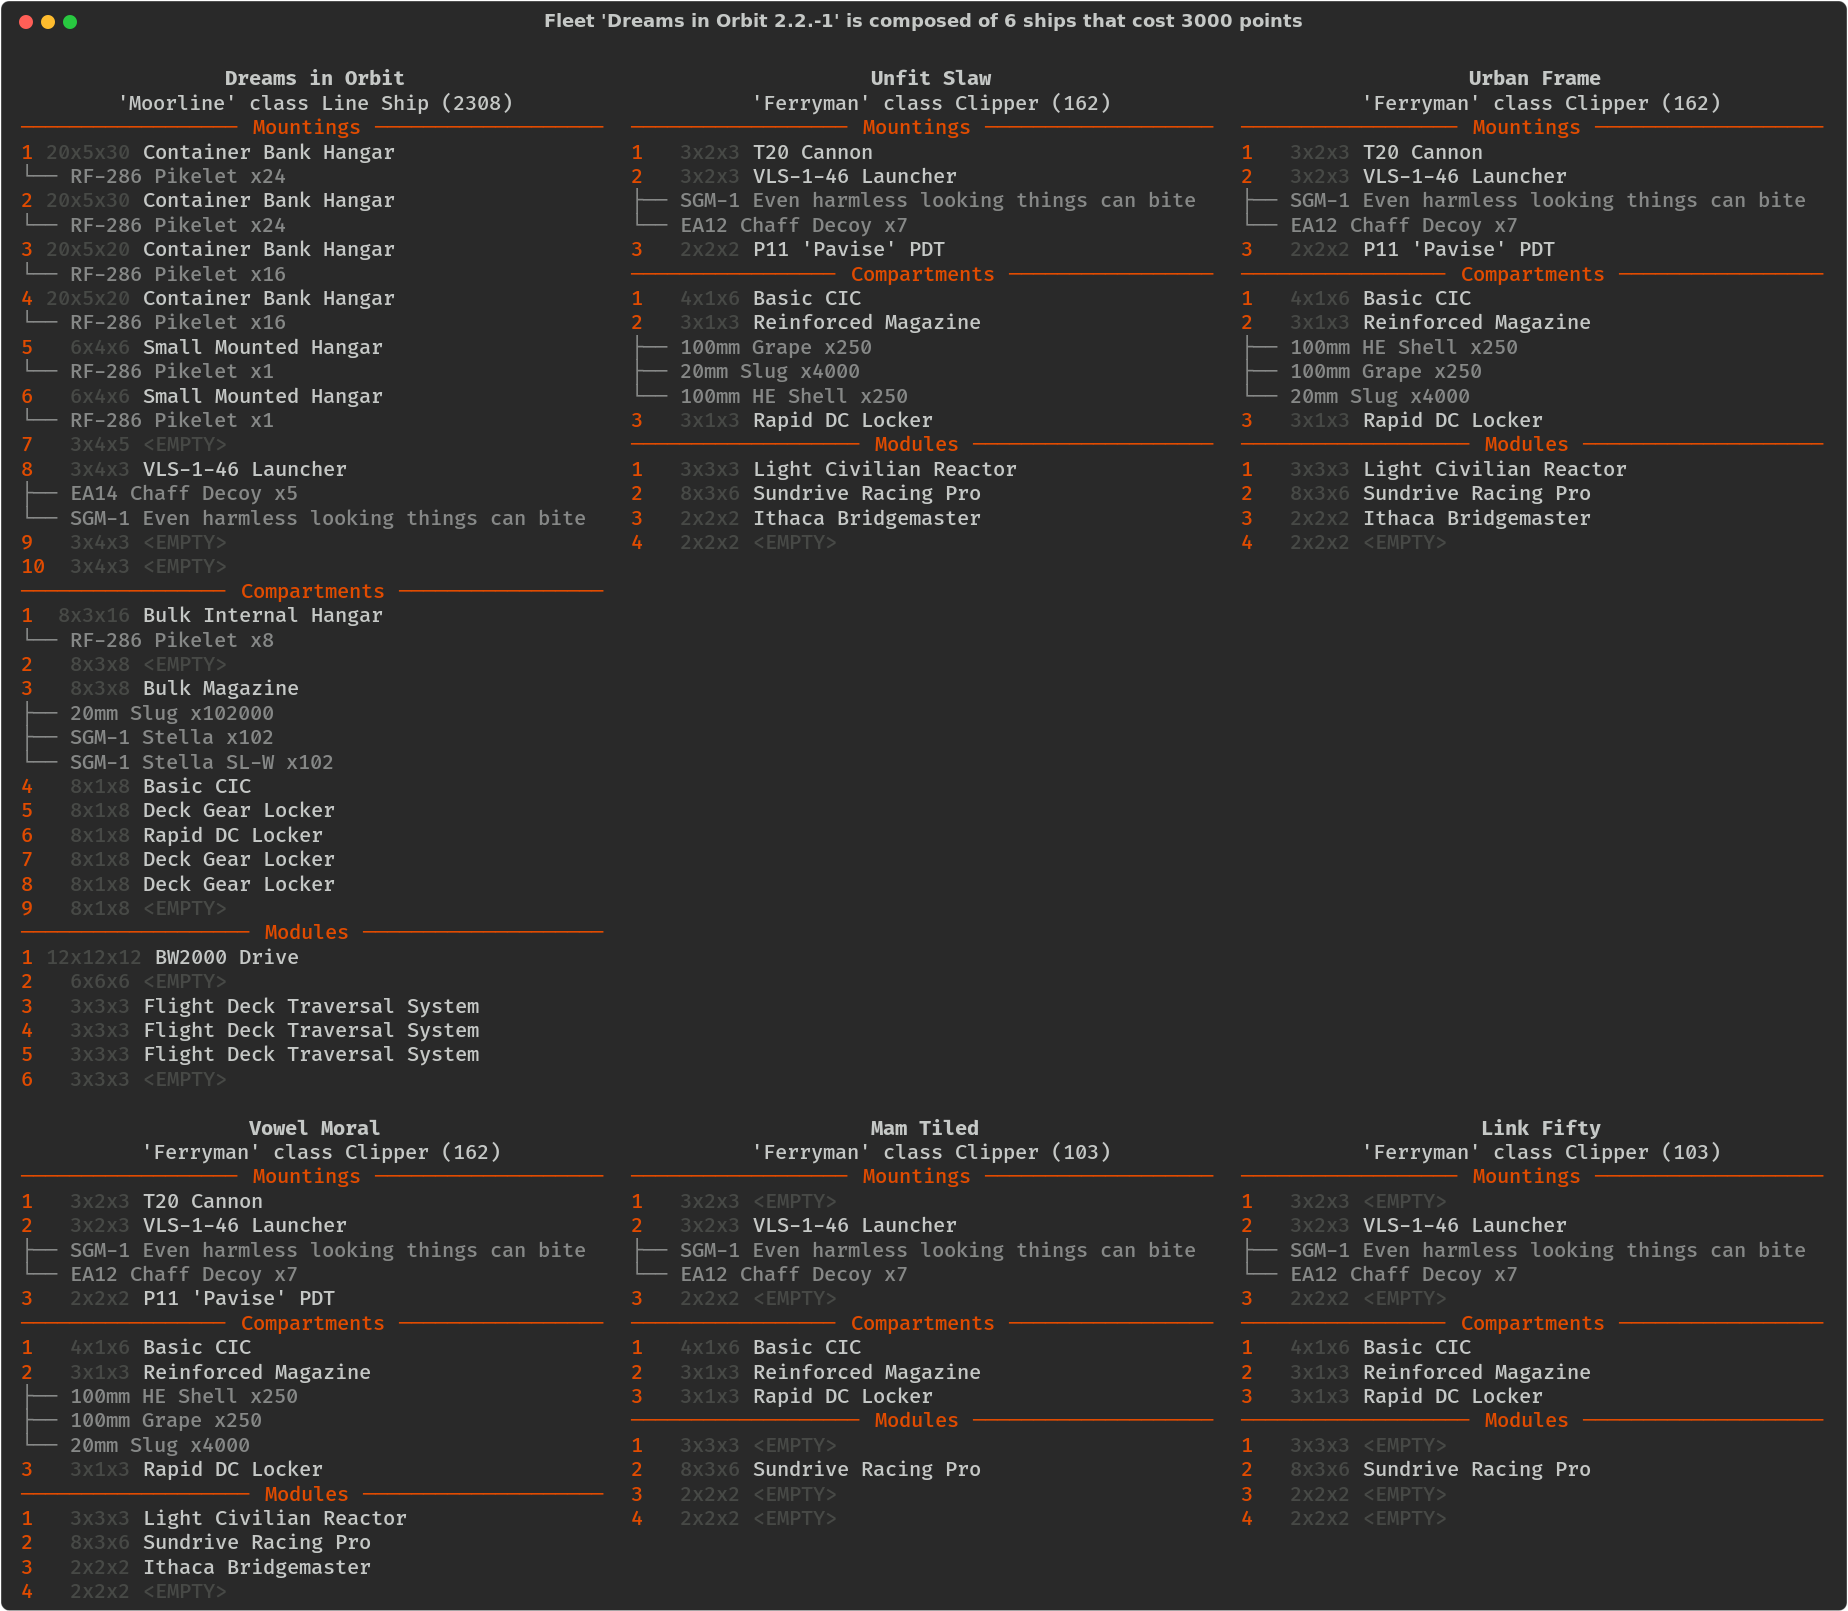 Fleet 'Dreams in Orbit 2.2.-1' is composed of 6 ships that cost 3000 points
Dreams in Orbit
'Moorline' class Line Ship (2308)
Mountings
1 20x5x30 Container Bank Hangar
RF-286 Pikelet x24
2 20x5x30 Container Bank Hangar
RF-286 Pikelet x24
3 20x5x20 Container Bank Hangar
RF-286 Pikelet x16
4 20x5x20 Container Bank Hangar
RF-286 Pikelet x16
5 6x4x6 Small Mounted Hangar
RF-286 Pikelet x1
6 6x4x6 Small Mounted Hangar
RF-286 Pikelet x1
7 3x4x5 <EMPTY>
8 3x4x3 VLS-1-46 Launcher
EA14 Chaff Decoy x5
SGM-1 Even harmless looking things can bite
9 3x4x3 <EMPTY>
10 3x4x3 <EMPTY>
Compartments
1 8x3x16 Bulk Internal Hangar
RF-286 Pikelet x8
2 8x3x8 <EMPTY>
3 8x3x8 Bulk Magazine
20mm Slug x102000
SGM-1 Stella x102
SGM-1 Stella SL-W x102
4 8x1x8 Basic CIC
5 8x1x8 Deck Gear Locker
6 8x1x8 Rapid DC Locker
7 8x1x8 Deck Gear Locker
8 8x1x8 Deck Gear Locker
9 8x1x8 <EMPTY>
Modules
1 12x12x12 BW2000 Drive
2 6x6x6 <EMPTY>
3 3x3x3 Flight Deck Traversal System
4 3x3x3 Flight Deck Traversal System
5 3x3x3 Flight Deck Traversal System
6 3x3x3 <EMPTY>
Unfit Slaw
'Ferryman' class Clipper (162)
Mountings
1 3x2x3 T20 Cannon
2 3x2x3 VLS-1-46 Launcher
SGM-1 Even harmless looking things can bite
EA12 Chaff Decoy x7
3 2x2x2 P11 'Pavise' PDT
Compartments
1 4x1x6 Basic CIC
2 3x1x3 Reinforced Magazine
100mm Grape x250
20mm Slug x4000
100mm HE Shell x250
3 3x1x3 Rapid DC Locker
Modules
1 3x3x3 Light Civilian Reactor
2 8x3x6 Sundrive Racing Pro
3 2x2x2 Ithaca Bridgemaster
4 2x2x2 <EMPTY>
Urban Frame
'Ferryman' class Clipper (162)
Mountings
1 3x2x3 T20 Cannon
2 3x2x3 VLS-1-46 Launcher
SGM-1 Even harmless looking things can bite
EA12 Chaff Decoy x7
3 2x2x2 P11 'Pavise' PDT
Compartments
1 4x1x6 Basic CIC
2 3x1x3 Reinforced Magazine
100mm HE Shell x250
100mm Grape x250
20mm Slug x4000
3 3x1x3 Rapid DC Locker
Modules
1 3x3x3 Light Civilian Reactor
2 8x3x6 Sundrive Racing Pro
3 2x2x2 Ithaca Bridgemaster
4 2x2x2 <EMPTY>
Vowel Moral
'Ferryman' class Clipper (162)
Mountings
1 3x2x3 T20 Cannon
2 3x2x3 VLS-1-46 Launcher
SGM-1 Even harmless looking things can bite
EA12 Chaff Decoy x7
3 2x2x2 P11 'Pavise' PDT
Compartments
1 4x1x6 Basic CIC
2 3x1x3 Reinforced Magazine
100mm HE Shell x250
100mm Grape x250
20mm Slug x4000
3 3x1x3 Rapid DC Locker
Modules
1 3x3x3 Light Civilian Reactor
2 8x3x6 Sundrive Racing Pro
3 2x2x2 Ithaca Bridgemaster
4 2x2x2 <EMPTY>
Mam Tiled
'Ferryman' class Clipper (103)
Mountings
1 3x2x3 <EMPTY>
2 3x2x3 VLS-1-46 Launcher
SGM-1 Even harmless looking things can bite
EA12 Chaff Decoy x7
3 2x2x2 <EMPTY>
Compartments
1 4x1x6 Basic CIC
2 3x1x3 Reinforced Magazine
3 3x1x3 Rapid DC Locker
Modules
1 3x3x3 <EMPTY>
2 8x3x6 Sundrive Racing Pro
3 2x2x2 <EMPTY>
4 2x2x2 <EMPTY>
Link Fifty
'Ferryman' class Clipper (103)
Mountings
1 3x2x3 <EMPTY>
2 3x2x3 VLS-1-46 Launcher
SGM-1 Even harmless looking things can bite
EA12 Chaff Decoy x7
3 2x2x2 <EMPTY>
Compartments
1 4x1x6 Basic CIC
2 3x1x3 Reinforced Magazine
3 3x1x3 Rapid DC Locker
Modules
1 3x3x3 <EMPTY>
2 8x3x6 Sundrive Racing Pro
3 2x2x2 <EMPTY>
4 2x2x2 <EMPTY>